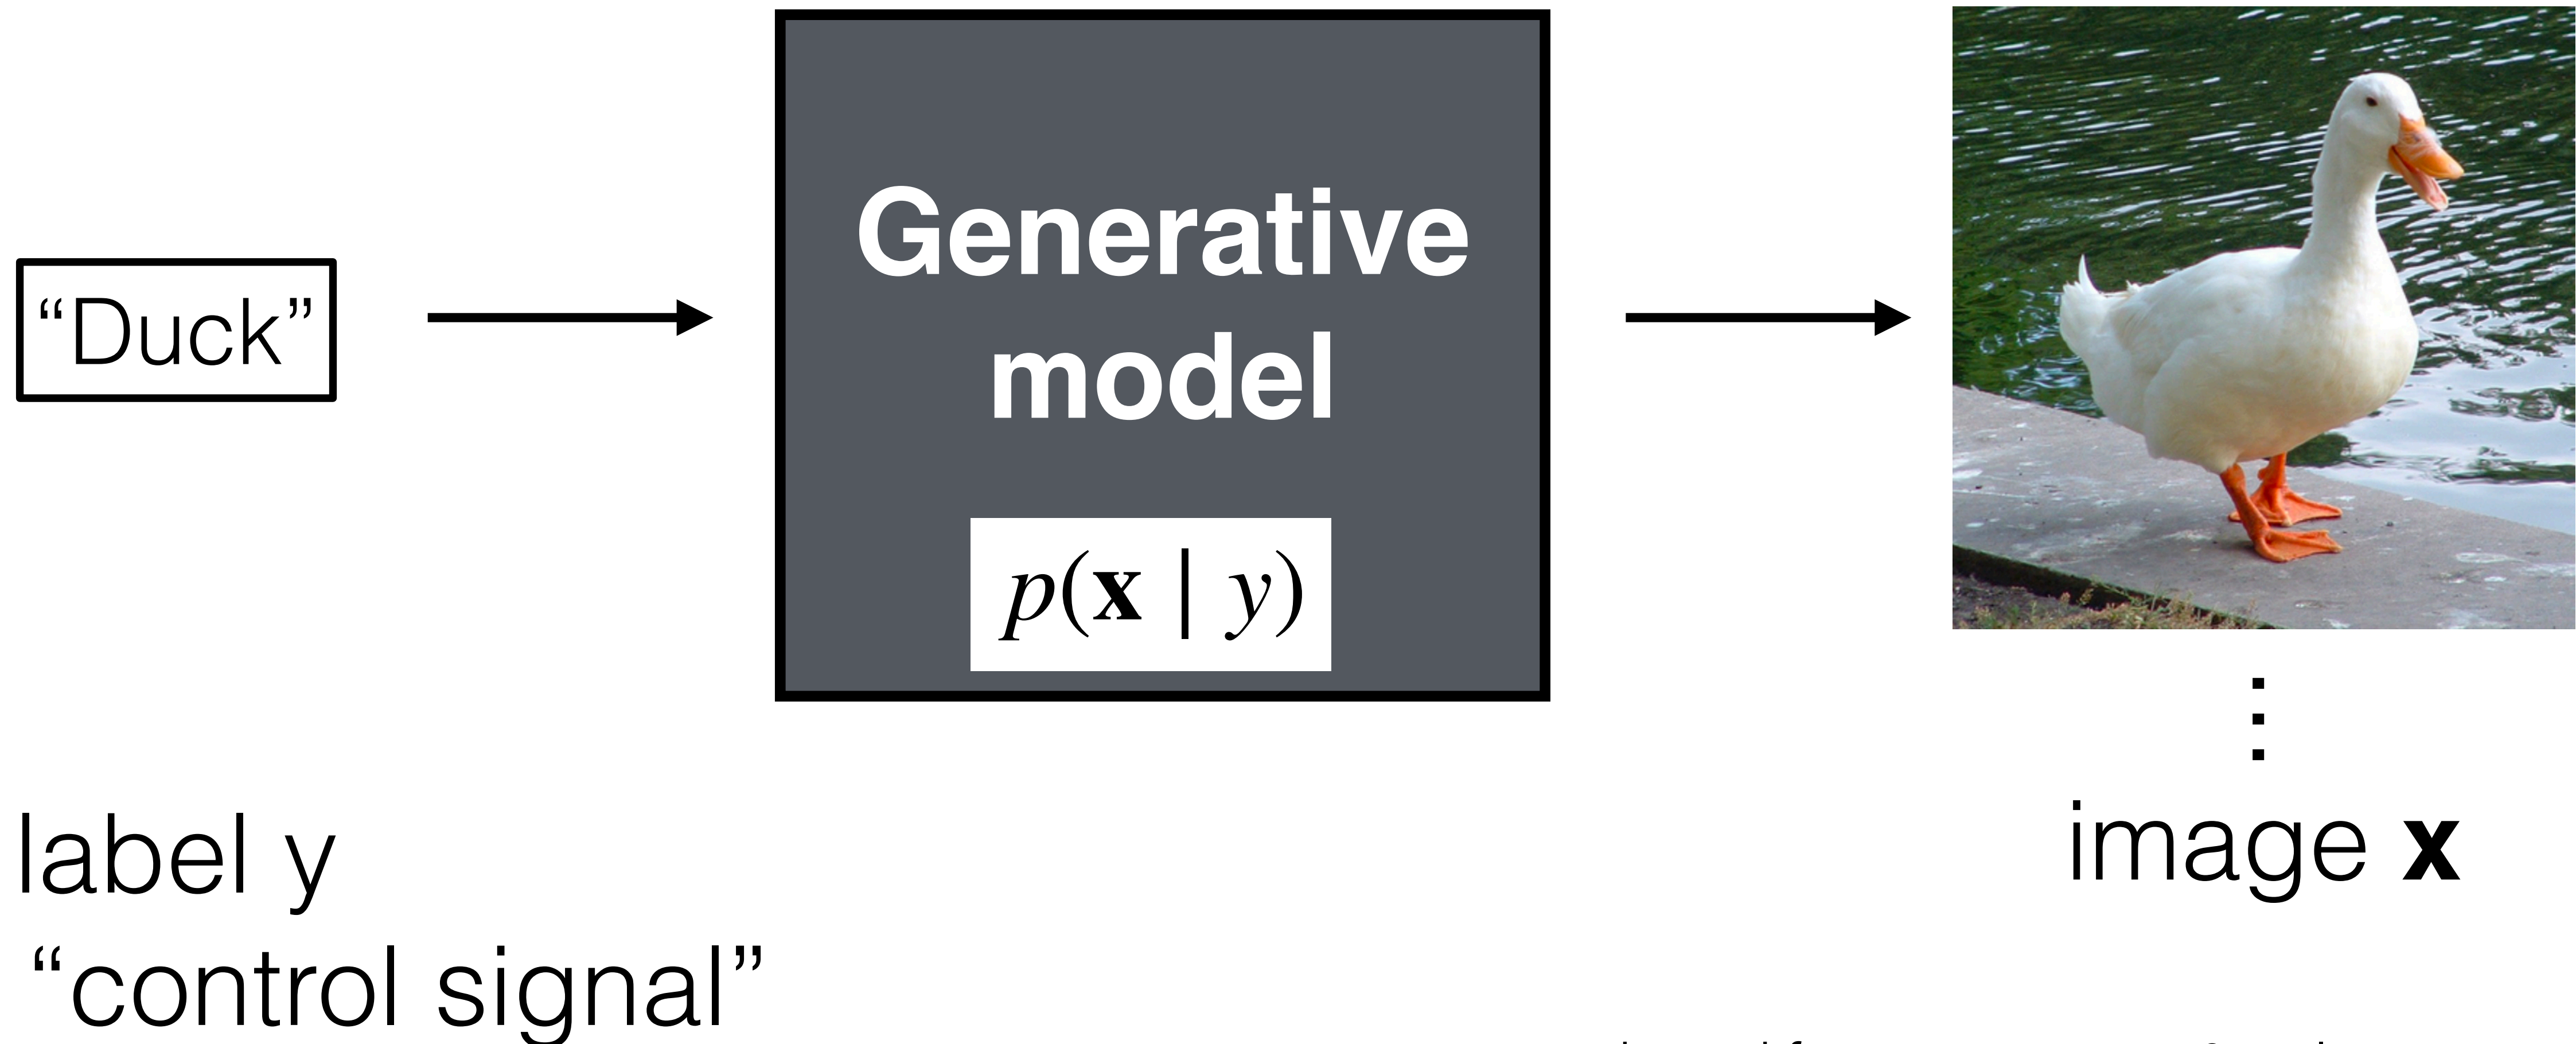 “Duck”
Generative
model
p(x | y)
label y
“control signal”
image x